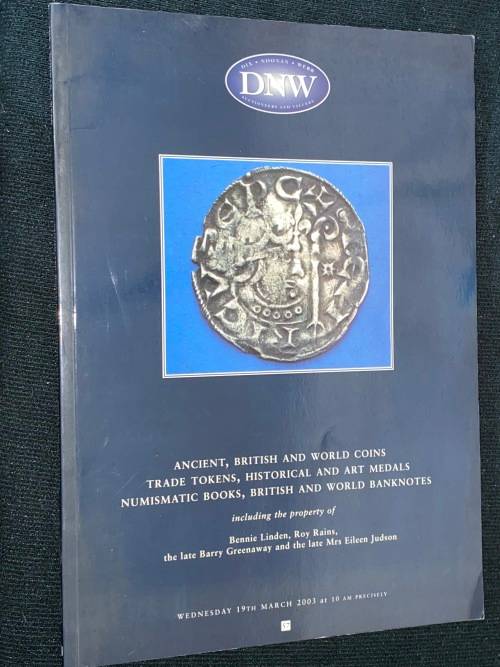 DIX • NOONAN • WEBB
DNW
AUCTIONEERS AND VALUERS
ANCIENT, BRITISH AND WORLD COINS
TRADE TOKENS, HISTORICAL AND ART MEDALS
NUMISMATIC BOOKS, BRITISH AND WORLD BANKNOTES
including the property of
Bennie Linden, Roy Rains,
the late Barry Greenaway and the late Mrs Eileen Judson
WEDNESDAY 19TH MARCH 2003 at 10 AM PRECISELY
57